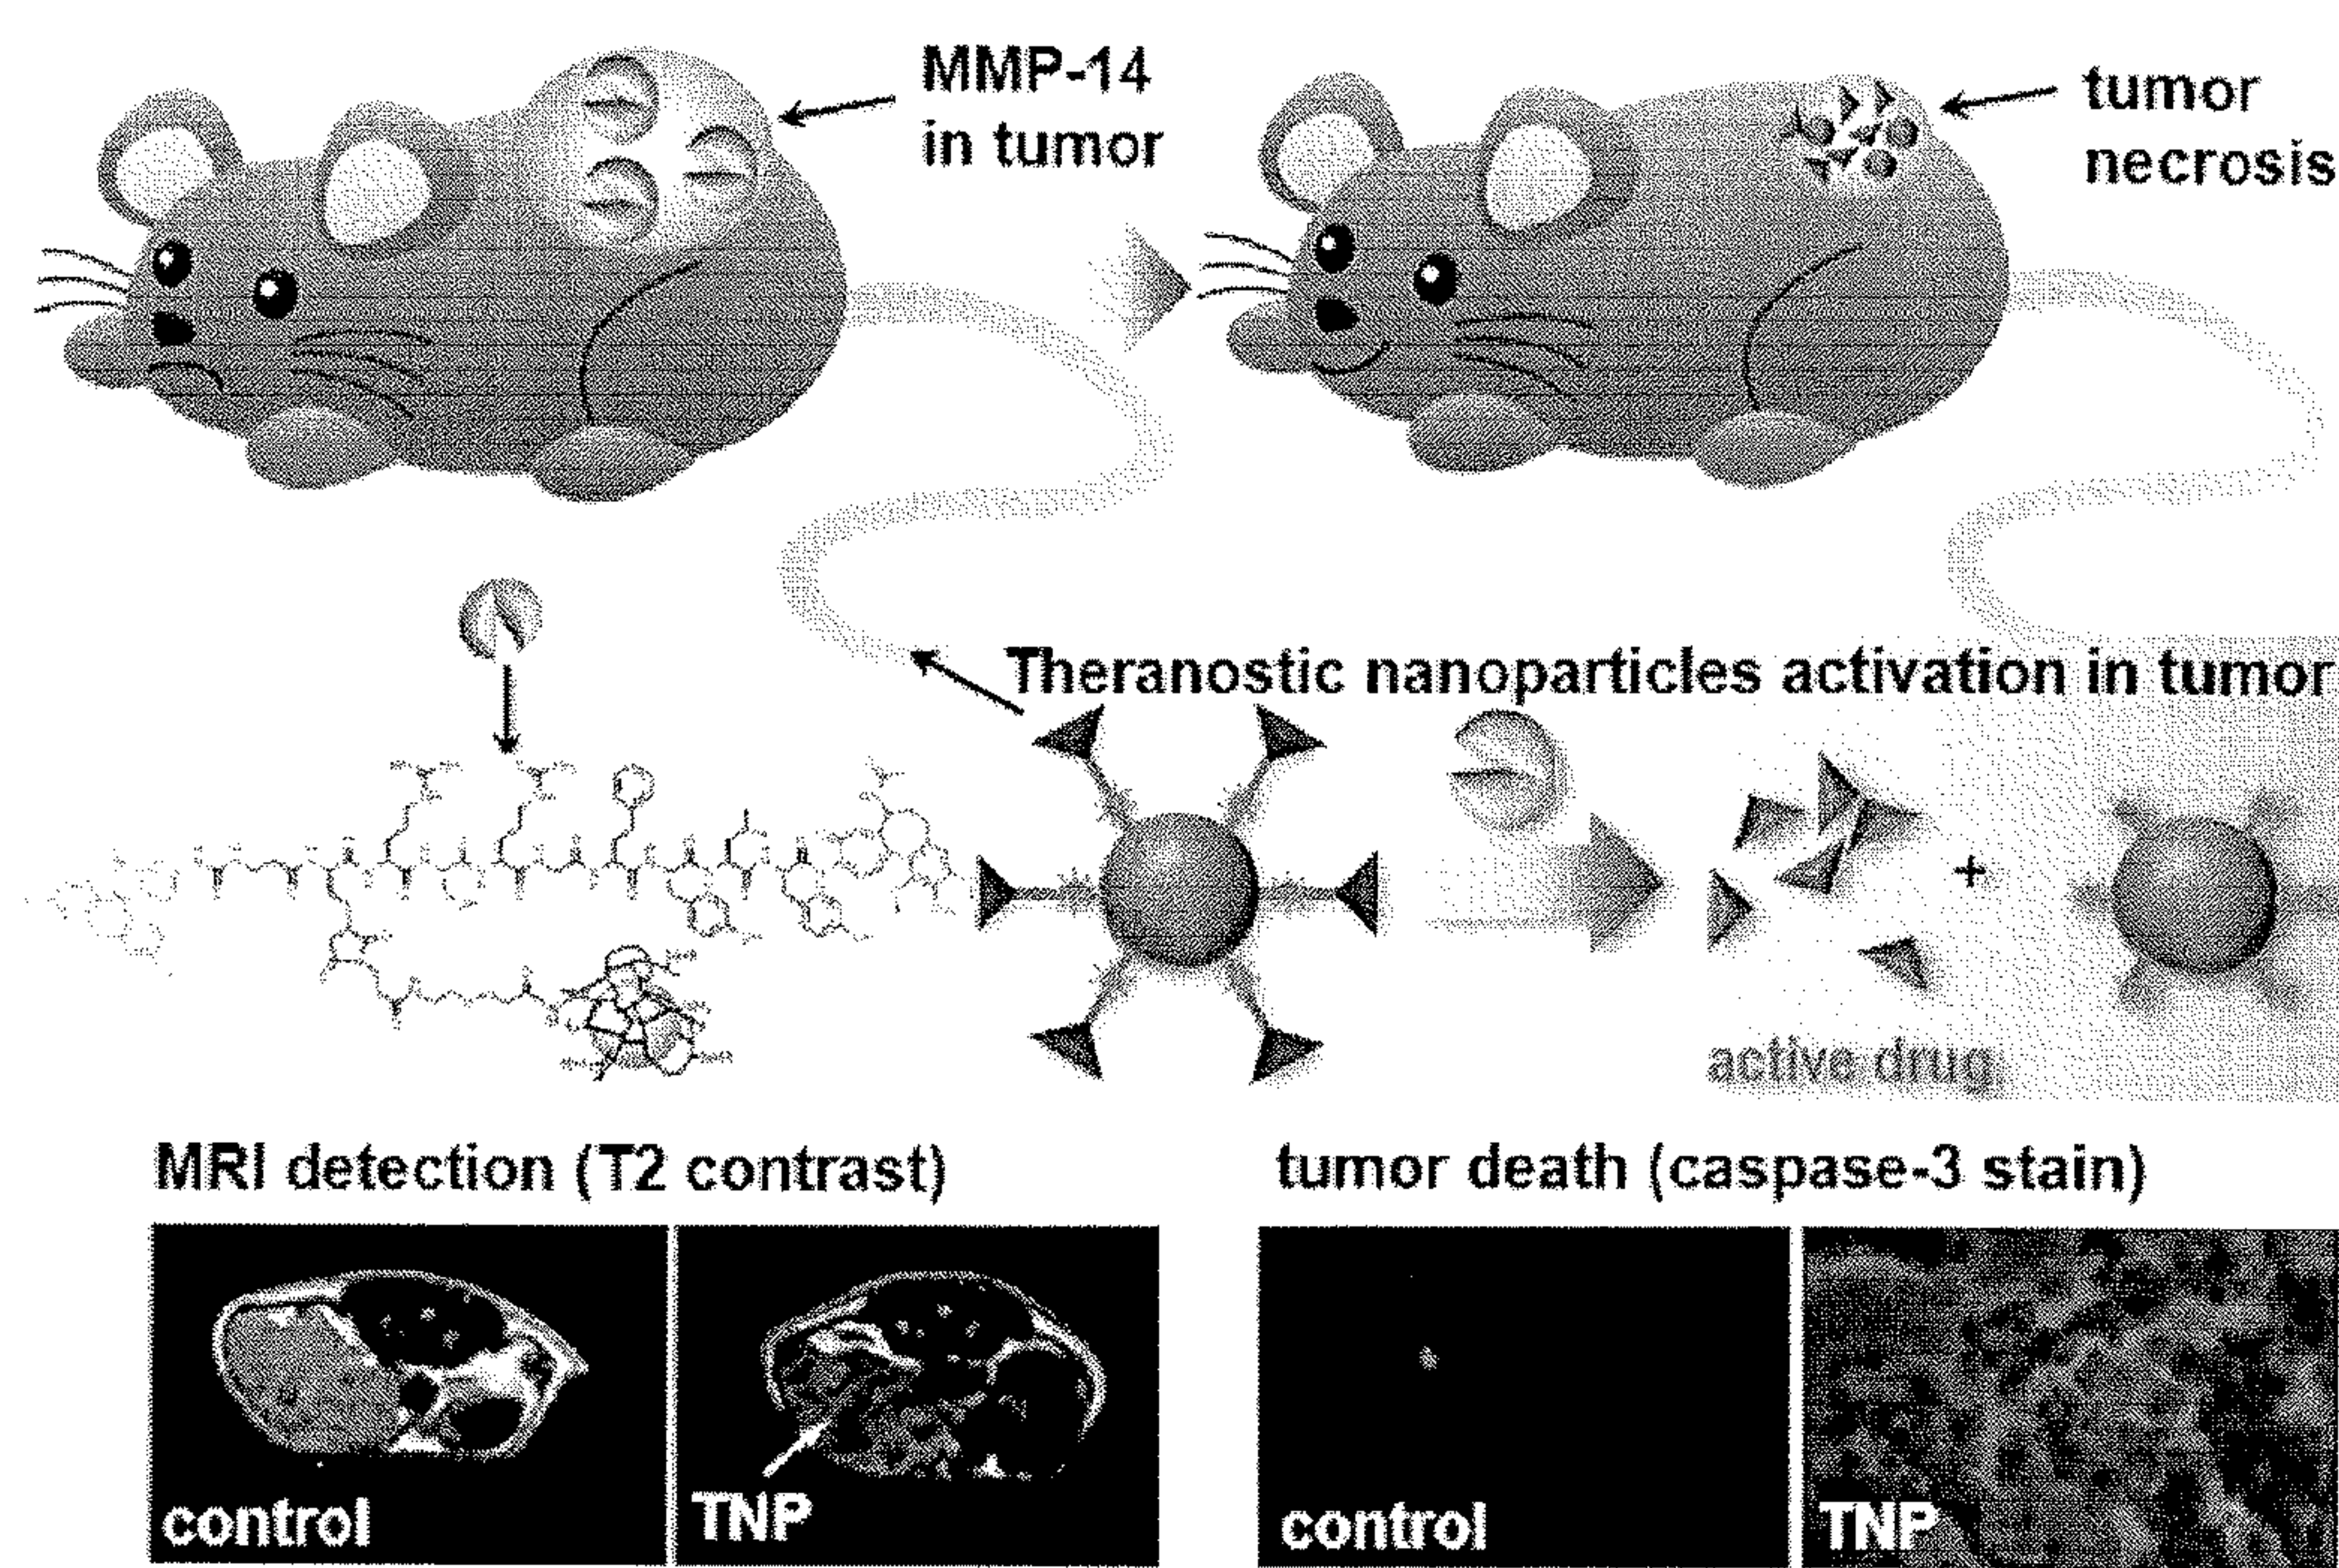 MMP-14
in tumor
tumor
necrosis
Theranostic nanoparticles activation in tumor
+
active drug
MRI detection (T2 contrast)
tumor death (caspase-3 stain)
control
TNP
control
TNP